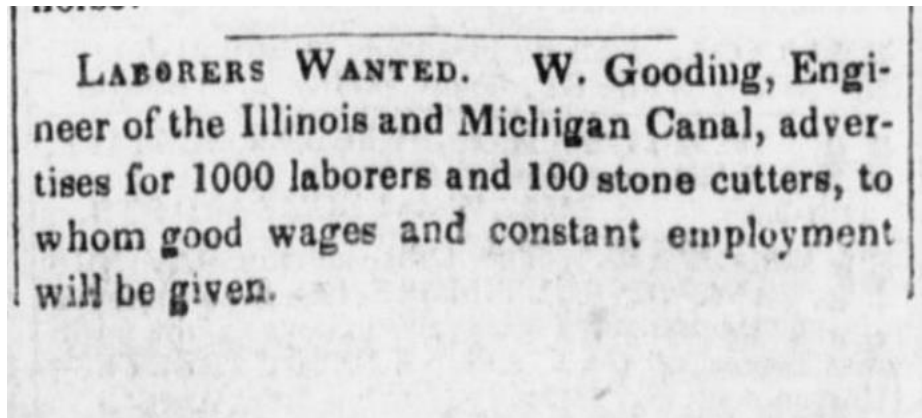 LABORERS WANTED. W. Gooding, Engi-
neer of the Illinois and Michigan Canal, adver-
tises for 1000 laborers and 100 stone cutters, to
whom good wages and constant employment
will be given.